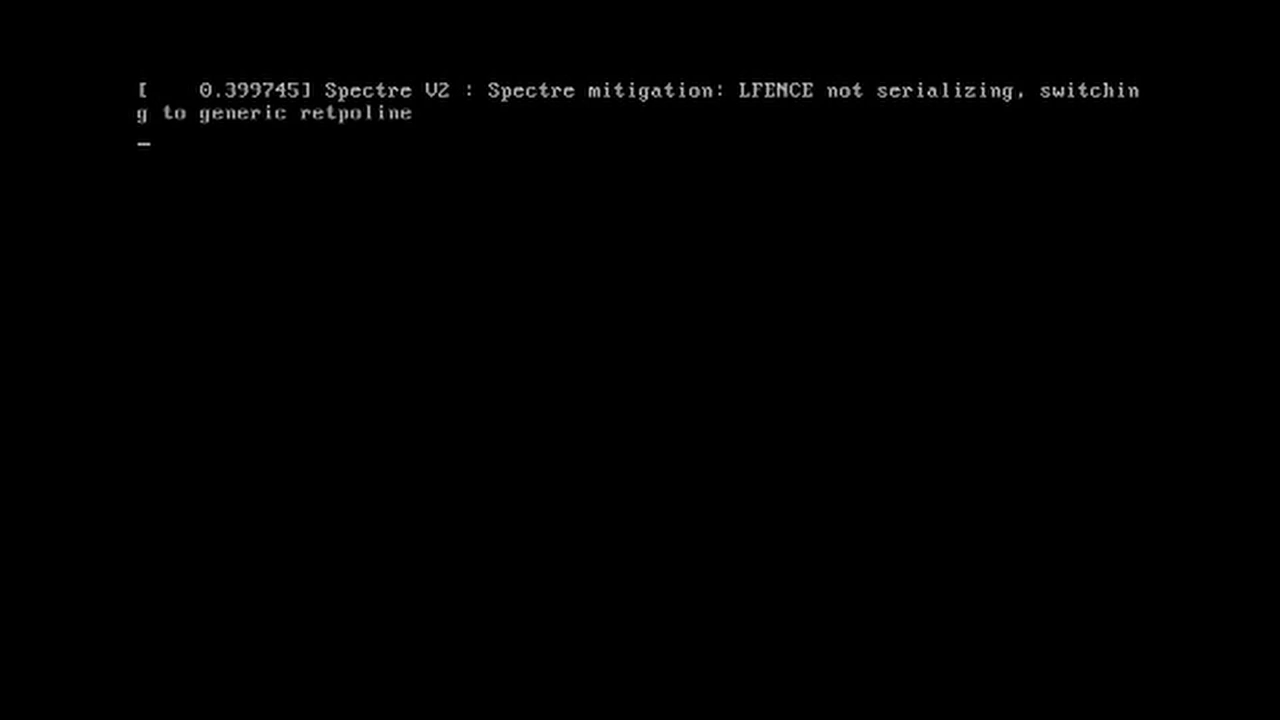 [    0.399745] Spectre V2 : Spectre mitigation: LFENCE not serializing, switchin
g to generic retpoline